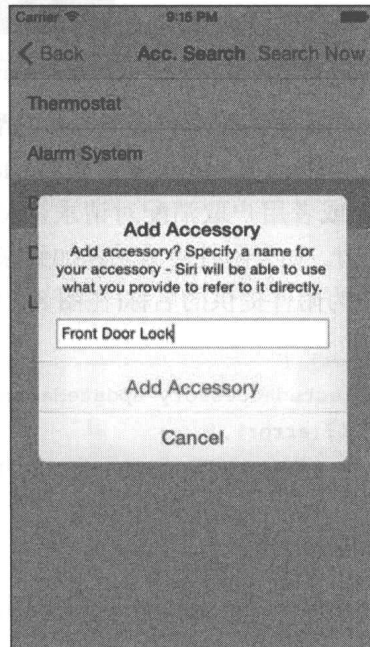 Carrier 9:15 PM
Back Acc. Search Search Now
Thermostat
Alarm System
D
D
L
Add Accessory
Add accessory? Specify a name for
your accessory - Siri will be able to use
what you provide to refer to it directly.
Front Door Lock
Add Accessory
Cancel